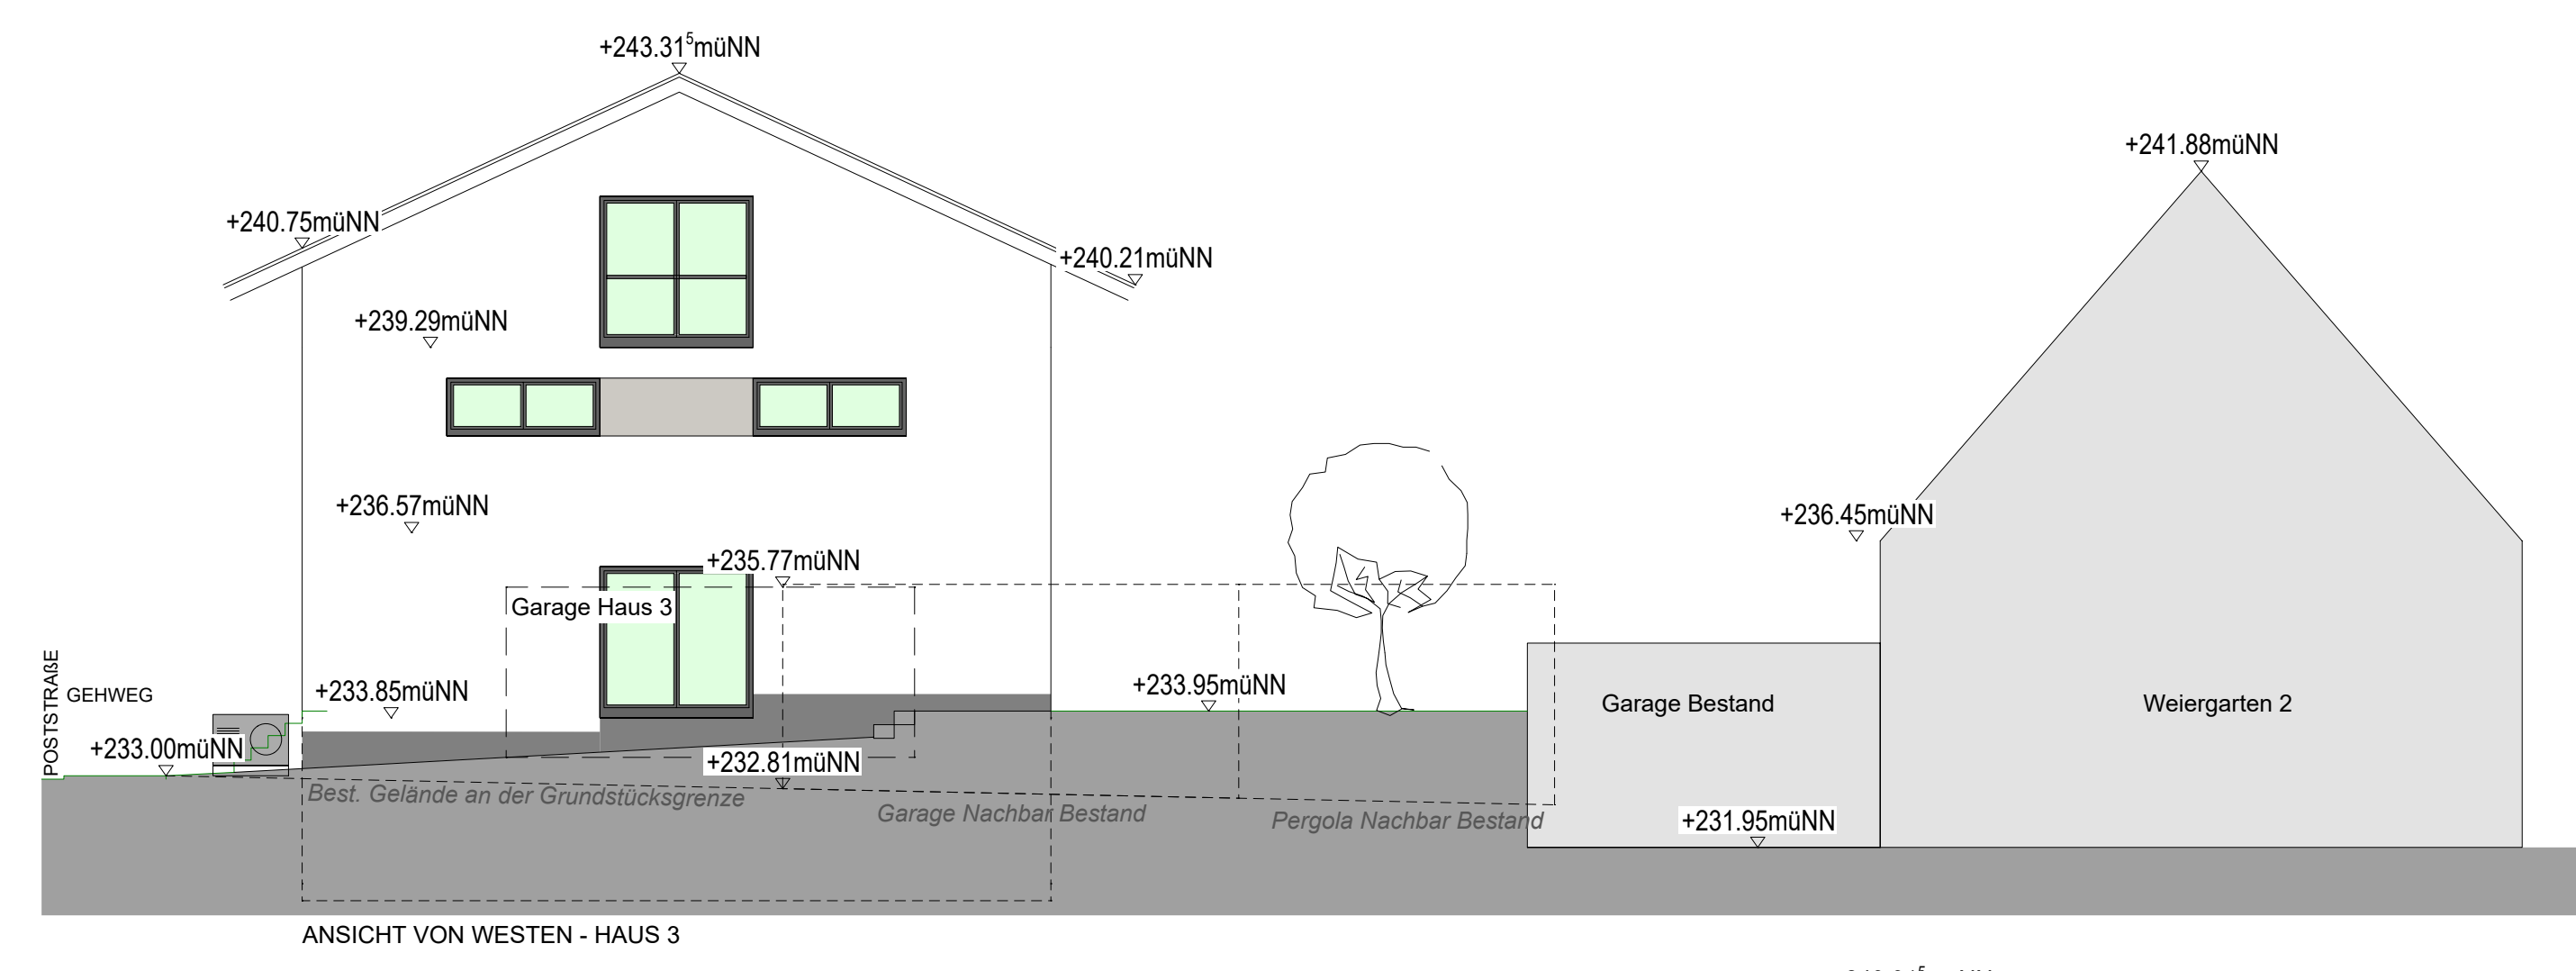 +243.31⁵müNN
+241.88müNN
+240.75müNN
+240.21müNN
+239.29müNN
+236.57müNN
+236.45müNN
+235.77müNN
Garage Haus 3
POSTSTRAßE
GEHWEG
+233.85müNN
+233.95müNN
Garage Bestand
Weiergarten 2
+233.00müNN
+232.81müNN
Best. Gelände an der Grundstücksgrenze
Garage Nachbar Bestand
Pergola Nachbar Bestand
+231.95müNN
ANSICHT VON WESTEN - HAUS 3